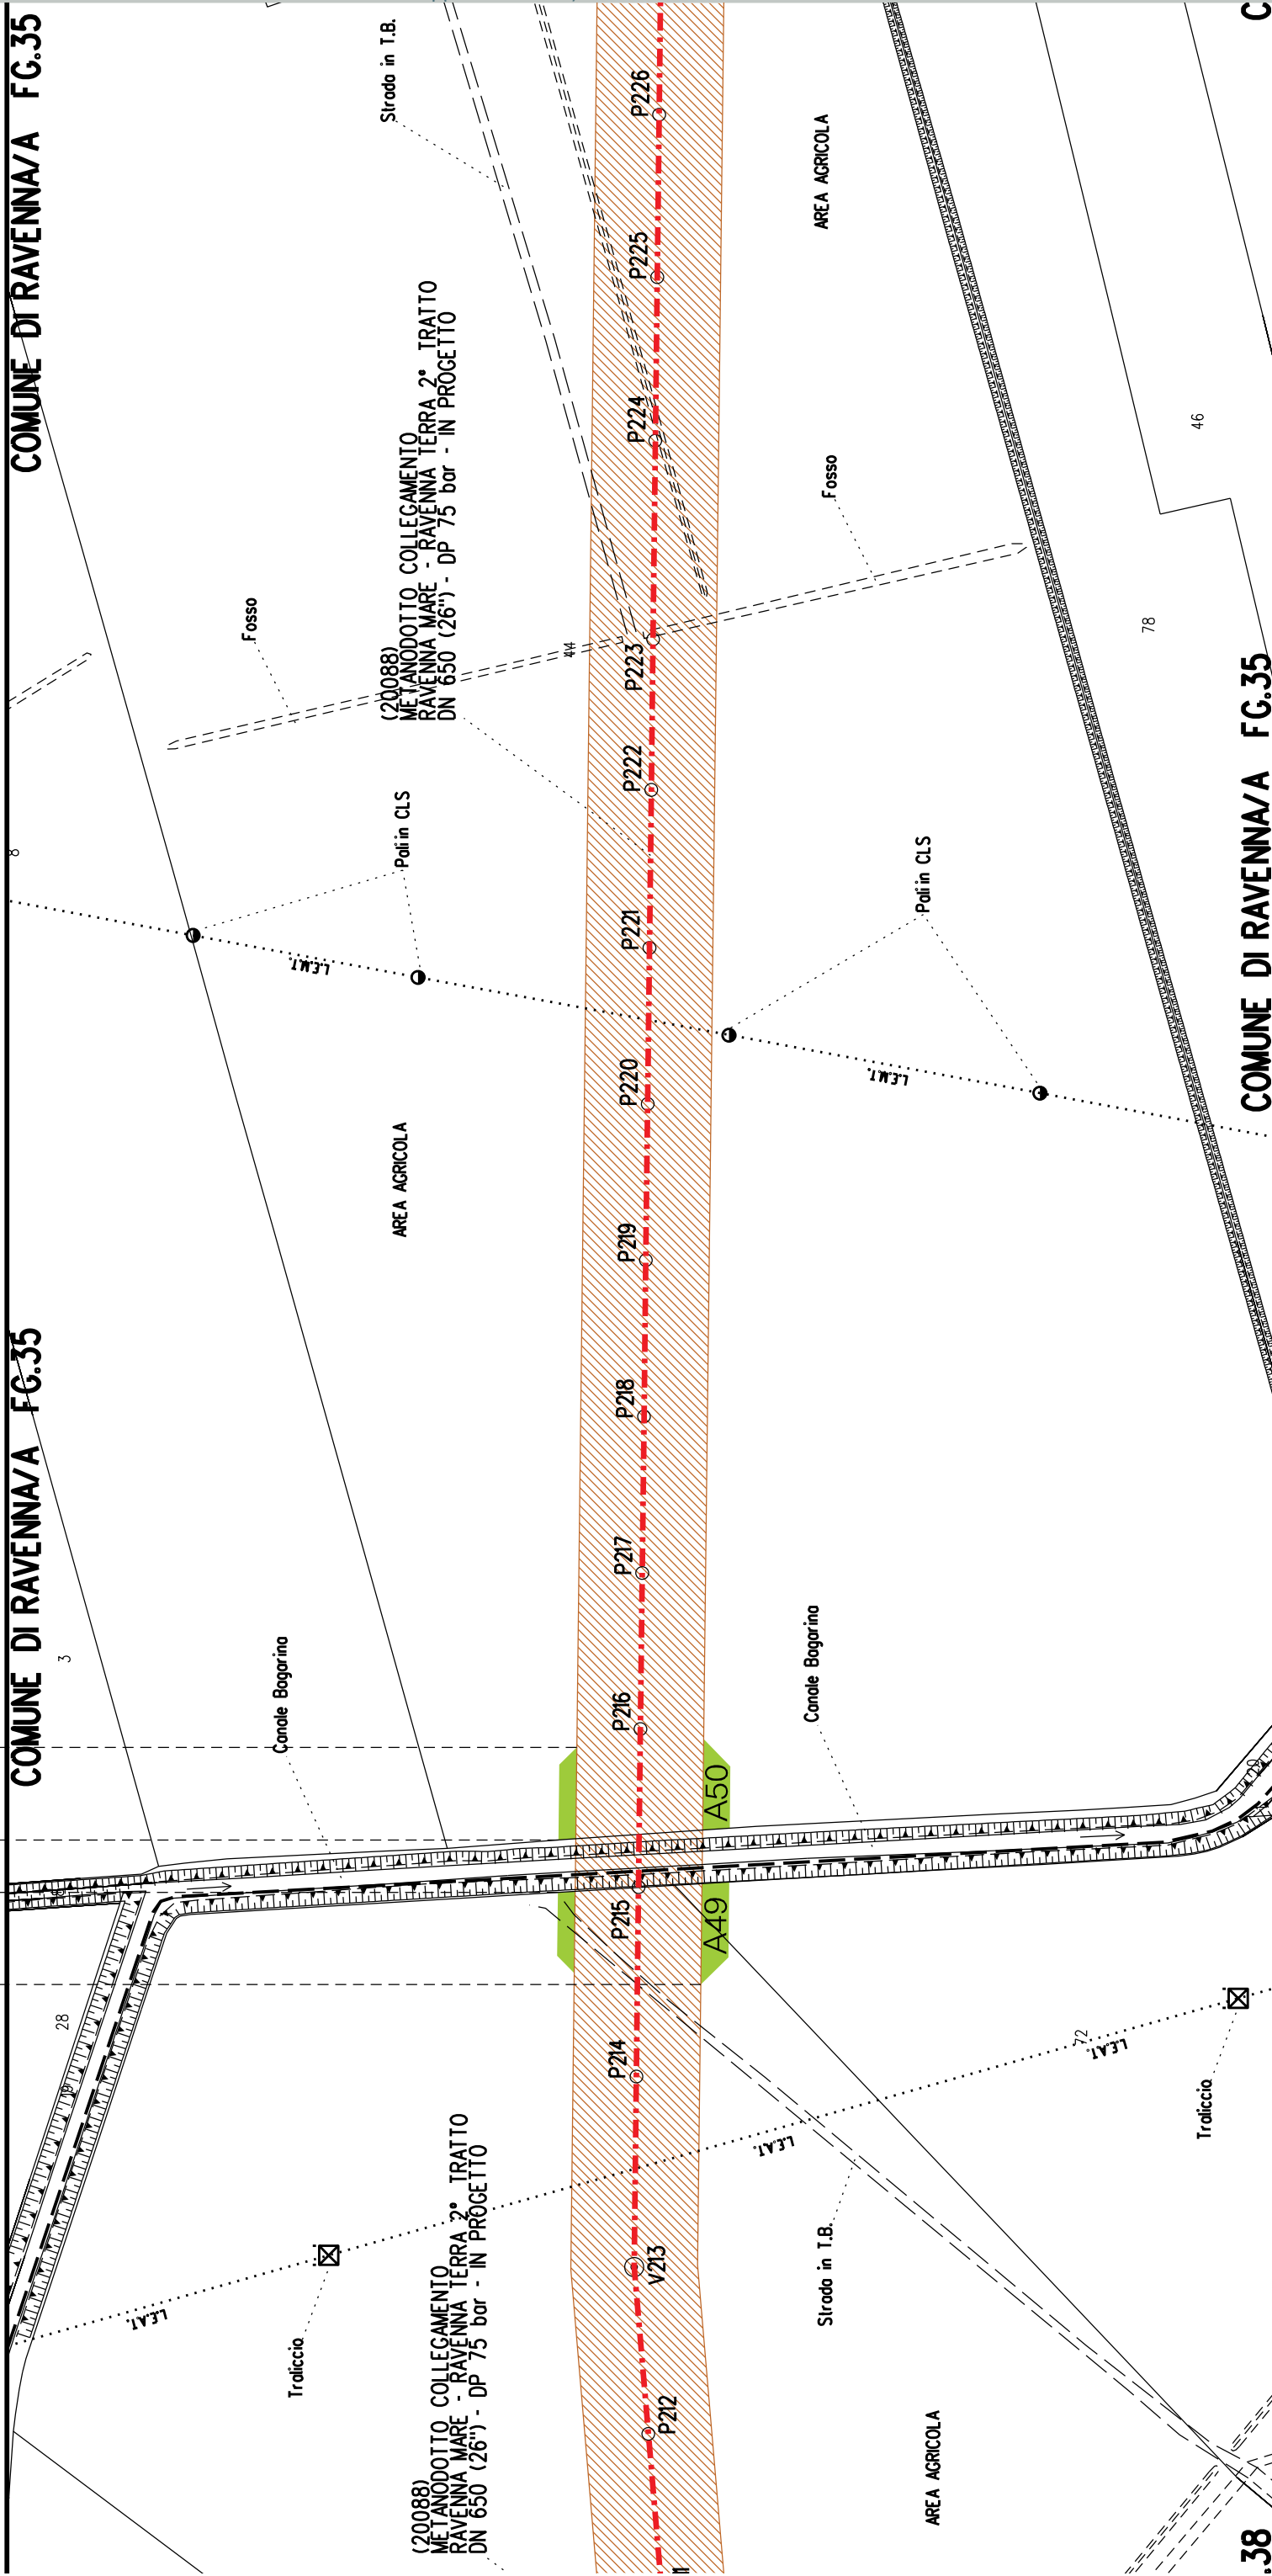 COMUNE DI RAVENNA/A FG.35
COMUNE DI RAVENNA/A FG.35
COMUNE DI RAVENNA/A FG.35
Strada in T.B.
P226
P225
P224
P223
P222
P221
P220
P219
P218
P217
P216
P215
P214
V213
P212
AREA AGRICOLA
AREA AGRICOLA
AREA AGRICOLA
(20088)
METANODOTTO COLLEGAMENTO
RAVENNA MARE - RAVENNA TERRA 2° TRATTO
DN 650 (26") - DP 75 bar - IN PROGETTO
(20088)
METANODOTTO COLLEGAMENTO
RAVENNA MARE - RAVENNA TERRA 2° TRATTO
DN 650 (26") - DP 75 bar - IN PROGETTO
Fosso
Fosso
46
78
8
3
28
19
72
Pali in CLS
Pali in CLS
L.E.M.T.
L.E.M.T.
Canale Bagarina
Canale Bagarina
A50
A49
L.E.A.T.
L.E.A.T.
L.E.A.T.
Traliccio
Traliccio
Strada in T.B.
.38